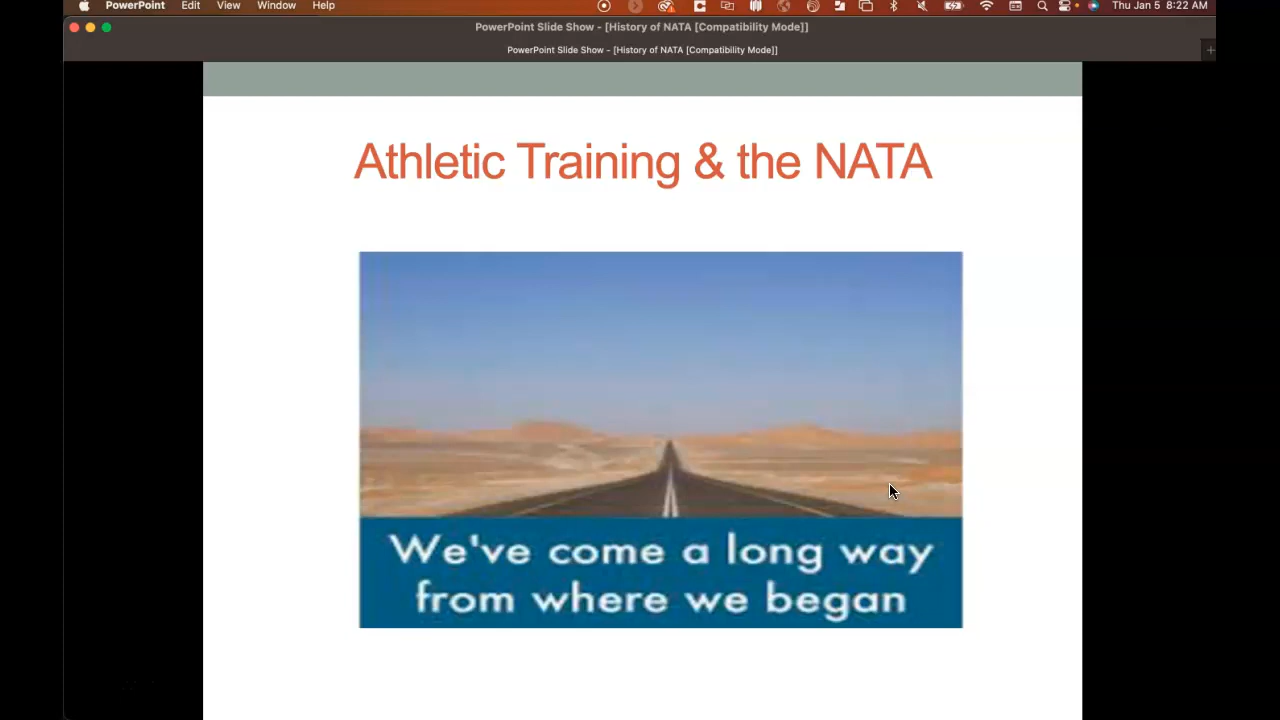 PowerPoint Edit View Window Help Thu Jan 5 8:22 AM
PowerPoint Slide Show - [History of NATA [Compatibility Mode]]
PowerPoint Slide Show - [History of NATA [Compatibility Mode]]
Athletic Training & the NATA
We've come a long way
from where we began